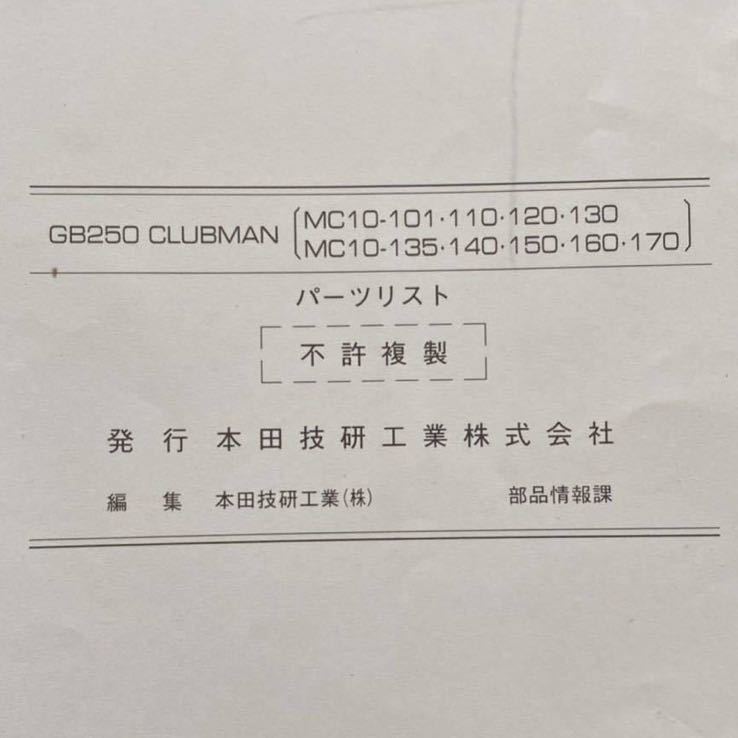 GB250 CLUBMAN (MC10-101·110·120·130
MC10-135·140·150·160·170)
パーツリスト
不許複製
発行 本田技研工業株式会社
編集 本田技研工業(株) 部品情報課